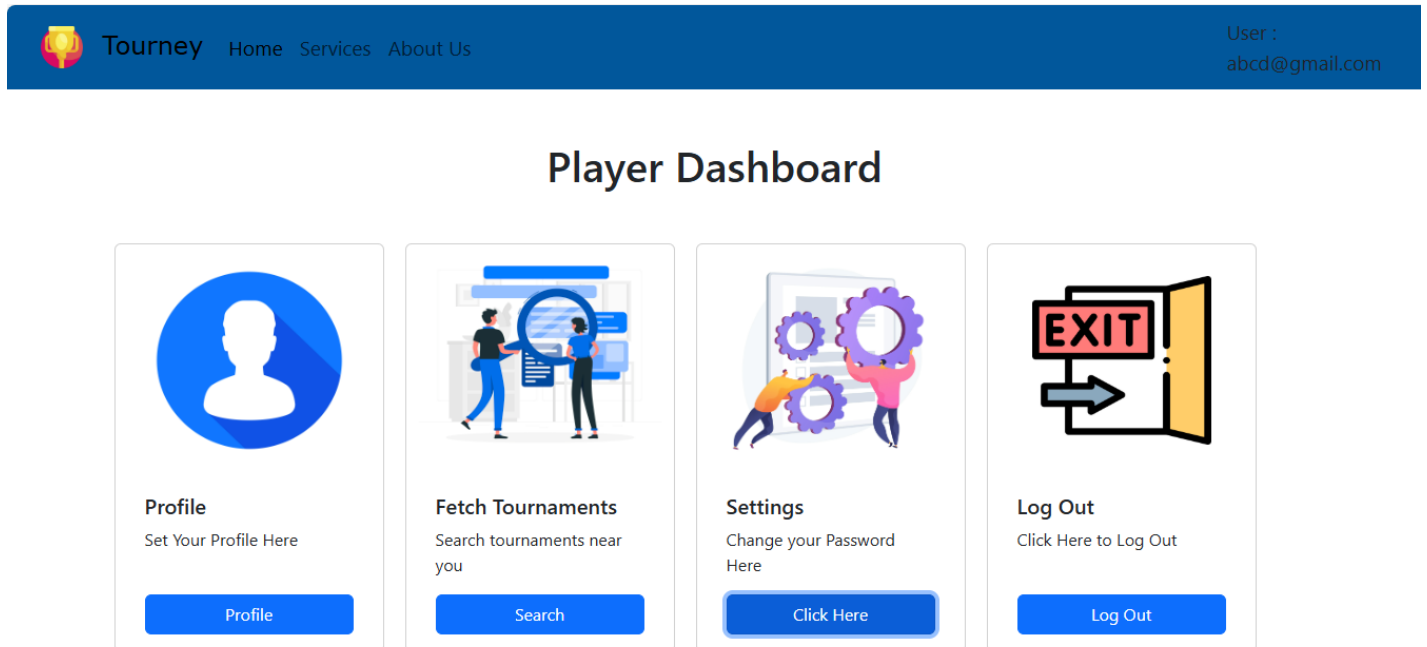 Tourney Home Services About Us
User :
abcd@gmail.com
Player Dashboard
EXIT
Profile
Set Your Profile Here
Profile
Fetch Tournaments
Search tournaments near
you
Search
Settings
Change your Password
Here
Click Here
Log Out
Click Here to Log Out
Log Out